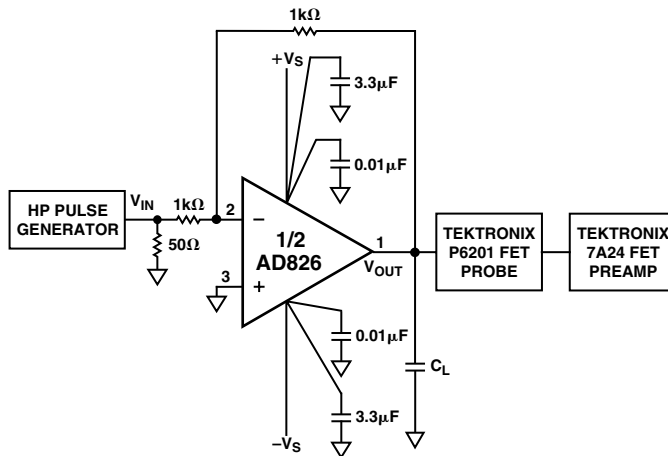 1kΩ
+VS
3.3µF
0.01µF
HP PULSE
GENERATOR
VIN
1kΩ
50Ω
2
−
1/2
AD826
3
+
1
VOUT
TEKTRONIX
P6201 FET
PROBE
TEKTRONIX
7A24 FET
PREAMP
0.01µF
CL
3.3µF
−VS